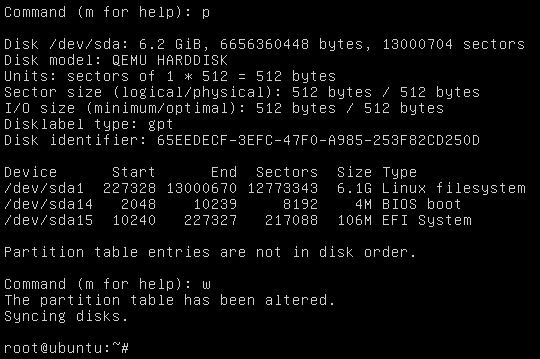 Command (m for help): p
Disk /dev/sda: 6.2 GiB, 6656360448 bytes, 13000704 sectors
Disk model: QEMU HARDDISK
Units: sectors of 1 * 512 = 512 bytes
Sector size (logical/physical): 512 bytes / 512 bytes
I/O size (minimum/optimal): 512 bytes / 512 bytes
Disklabel type: gpt
Disk identifier: 65EEDECF-3EFC-47F0-A985-253F82CD250D
Device Start End Sectors Size Type
/dev/sda1 227328 13000670 12773343 6.1G Linux filesystem
/dev/sda14 2048 10239 8192 4M BIOS boot
/dev/sda15 10240 227327 217088 106M EFI System
Partition table entries are not in disk order.
Command (m for help): w
The partition table has been altered.
Syncing disks.
root@ubuntu:~#